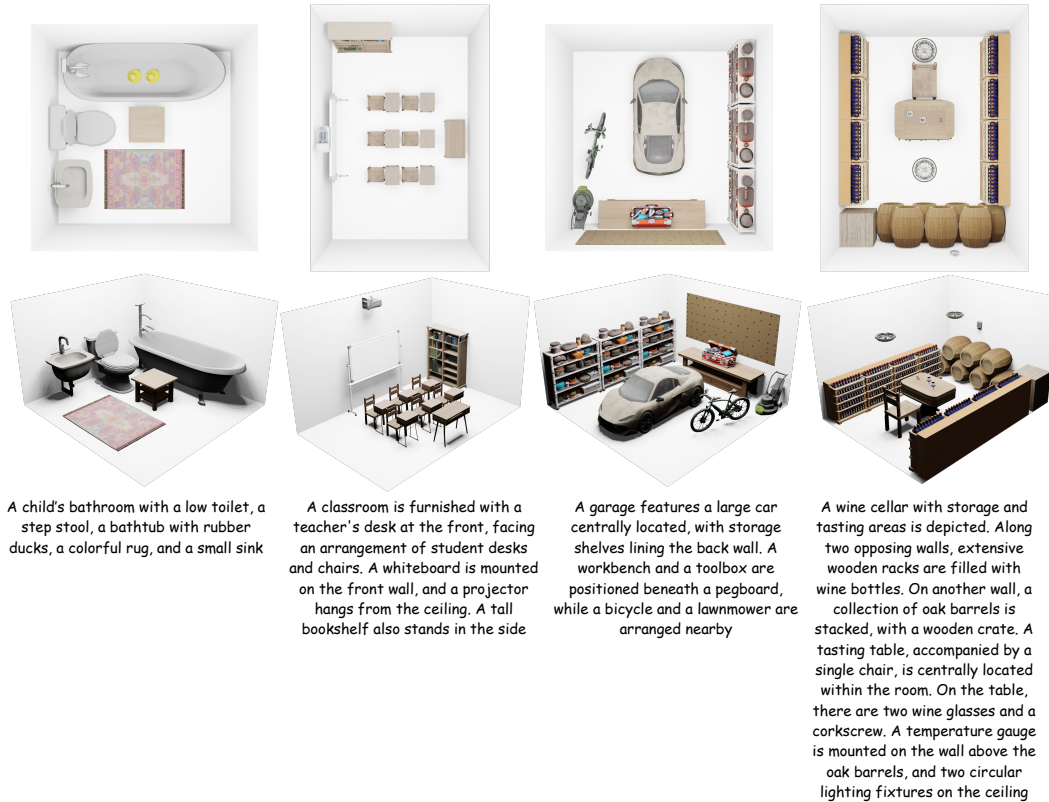 A child's bathroom with a low toilet, a
step stool, a bathtub with rubber
ducks, a colorful rug, and a small sink
A classroom is furnished with a
teacher's desk at the front, facing
an arrangement of student desks
and chairs. A whiteboard is mounted
on the front wall, and a projector
hangs from the ceiling. A tall
bookshelf also stands in the side
A garage features a large car
centrally located, with storage
shelves lining the back wall. A
workbench and a toolbox are
positioned beneath a pegboard,
while a bicycle and a lawnmower are
arranged nearby
A wine cellar with storage and
tasting areas is depicted. Along
two opposing walls, extensive
wooden racks are filled with
wine bottles. On another wall, a
collection of oak barrels is
stacked, with a wooden crate. A
tasting table, accompanied by a
single chair, is centrally located
within the room. On the table,
there are two wine glasses and a
corkscrew. A temperature gauge
is mounted on the wall above the
oak barrels, and two circular
lighting fixtures on the ceiling